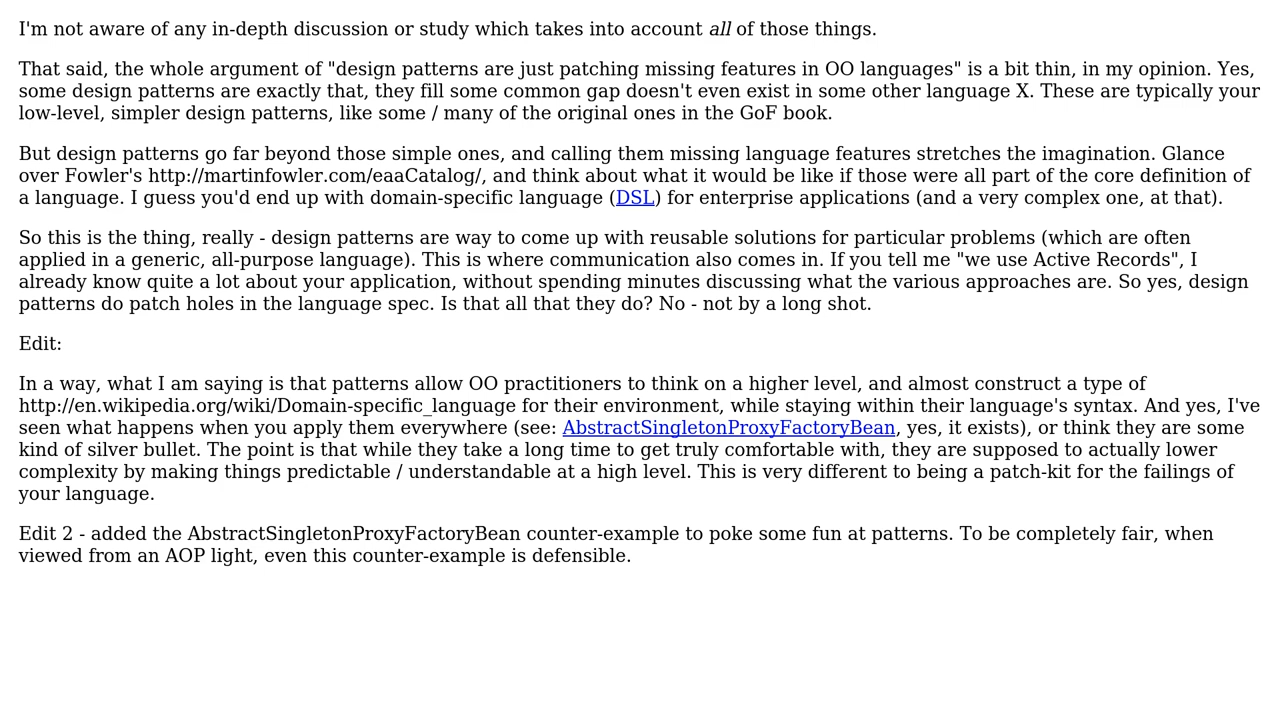 I'm not aware of any in-depth discussion or study which takes into account all of those things.
That said, the whole argument of "design patterns are just patching missing features in OO languages" is a bit thin, in my opinion. Yes,
some design patterns are exactly that, they fill some common gap doesn't even exist in some other language X. These are typically your
low-level, simpler design patterns, like some / many of the original ones in the GoF book.
But design patterns go far beyond those simple ones, and calling them missing language features stretches the imagination. Glance
over Fowler's http://martinfowler.com/eaaCatalog/, and think about what it would be like if those were all part of the core definition of
a language. I guess you'd end up with domain-specific language (DSL) for enterprise applications (and a very complex one, at that).
So this is the thing, really - design patterns are way to come up with reusable solutions for particular problems (which are often
applied in a generic, all-purpose language). This is where communication also comes in. If you tell me "we use Active Records", I
already know quite a lot about your application, without spending minutes discussing what the various approaches are. So yes, design
patterns do patch holes in the language spec. Is that all that they do? No - not by a long shot.
Edit:
In a way, what I am saying is that patterns allow OO practitioners to think on a higher level, and almost construct a type of
http://en.wikipedia.org/wiki/Domain-specific_language for their environment, while staying within their language's syntax. And yes, I've
seen what happens when you apply them everywhere (see: AbstractSingletonProxyFactoryBean, yes, it exists), or think they are some
kind of silver bullet. The point is that while they take a long time to get truly comfortable with, they are supposed to actually lower
complexity by making things predictable / understandable at a high level. This is very different to being a patch-kit for the failings of
your language.
Edit 2 - added the AbstractSingletonProxyFactoryBean counter-example to poke some fun at patterns. To be completely fair, when
viewed from an AOP light, even this counter-example is defensible.